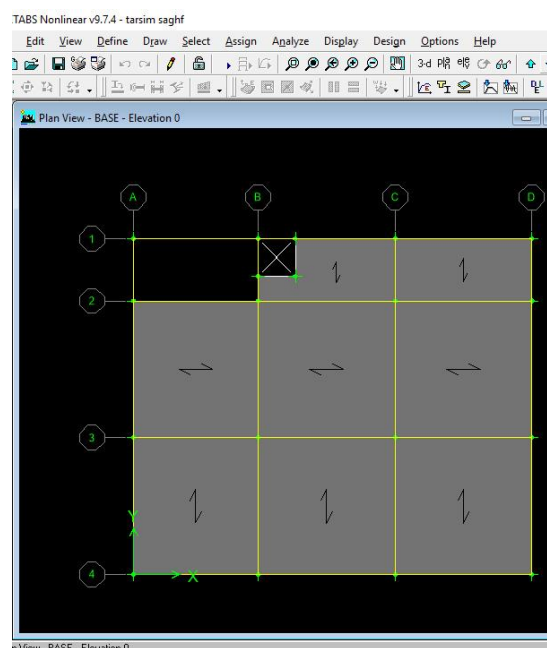 .TABS Nonlinear v9.7.4 - tarsim saghf
Edit View Define Draw Select Assign Analyze Display Design Options Help
3-d
Plan View - BASE - Elevation 0
A B C D
1
2
3
Y
4
X
View - BASE - Elevation 0